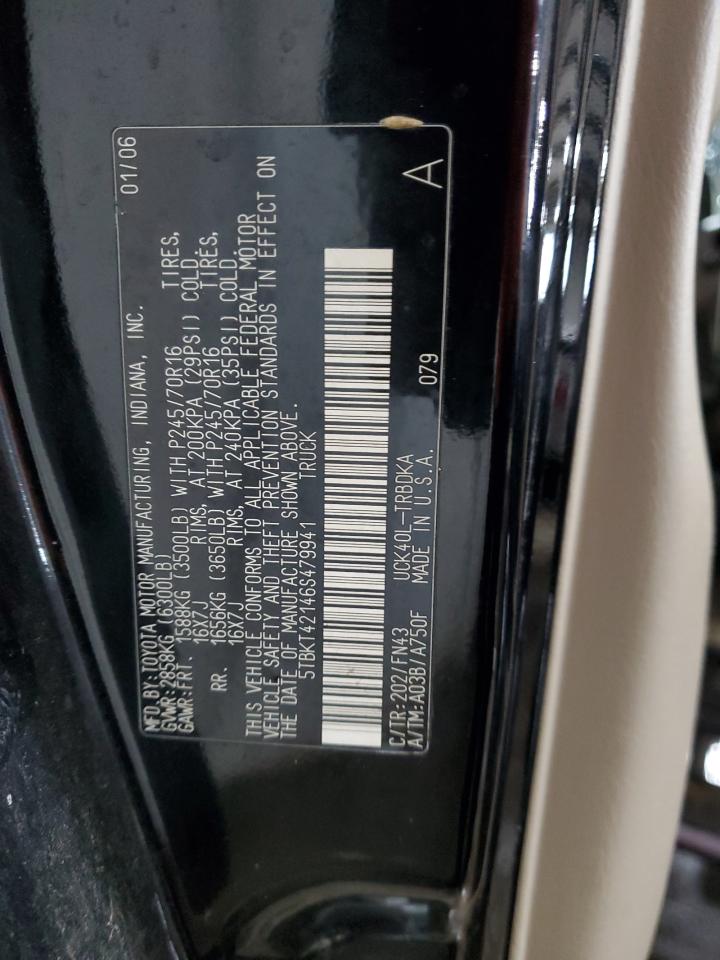 MFD. BY: TOYOTA MOTOR MANUFACTURING, INDIANA, INC. 01/06
GVWR: 2858KG (6300LB)
GAWR: FRT. 1589KG (3500LB) WITH P245/70R16 TIRES,
16X7J RIMS, AT 200KPA (29PSI) COLD.
RR. 1656KG (3650LB) WITH P245/70R16 TIRES,
16X7J RIMS, AT 240KPA (35PSI) COLD.
THIS VEHICLE CONFORMS TO ALL APPLICABLE FEDERAL MOTOR
VEHICLE SAFETY AND THEFT PREVENTION STANDARDS IN EFFECT ON
THE DATE OF MANUFACTURE SHOWN ABOVE.
5TBKT42146S479941 TRUCK
C/TR: 202/FN43 UCK40L-TRBDKA 079 A
A/TM: A03B/A750F MADE IN U.S.A.